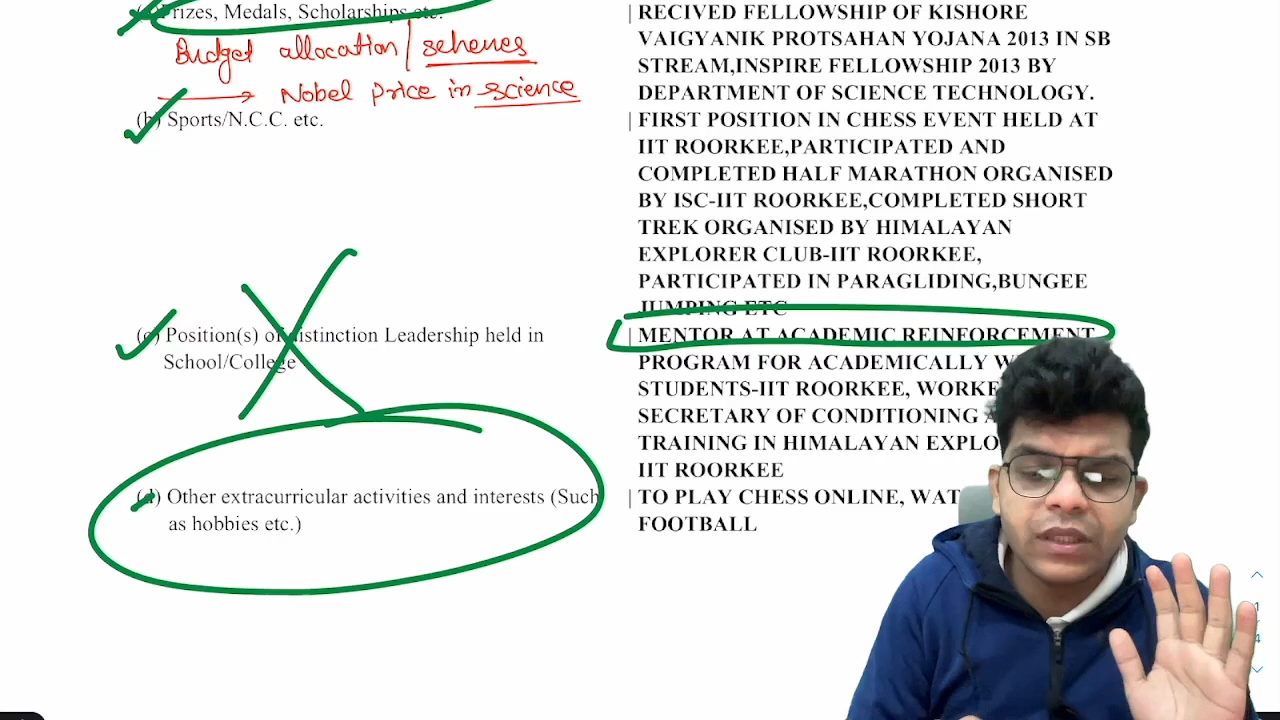 (a) Prizes, Medals, Scholarships etc.
Budget allocation/schemes
→ Nobel price in science
(b) Sports/N.C.C. etc.
(c) Position(s) of distinction Leadership held in
School/College
(d) Other extracurricular activities and interests (Such
as hobbies etc.)
| RECIVED FELLOWSHIP OF KISHORE
VAIGYANIK PROTSAHAN YOJANA 2013 IN SB
STREAM,INSPIRE FELLOWSHIP 2013 BY
DEPARTMENT OF SCIENCE TECHNOLOGY.
| FIRST POSITION IN CHESS EVENT HELD AT
IIT ROORKEE,PARTICIPATED AND
COMPLETED HALF MARATHON ORGANISED
BY ISC-IIT ROORKEE,COMPLETED SHORT
TREK ORGANISED BY HIMALAYAN
EXPLORER CLUB-IIT ROORKEE,
PARTICIPATED IN PARAGLIDING,BUNGEE
JUMPING ETC
| MENTOR AT ACADEMIC REINFORCEMENT
PROGRAM FOR ACADEMICALLY
STUDENTS-IIT ROORKEE,
SECRETARY OF CONDITIONING
TRAINING IN HIMALAYAN
IIT ROORKEE
| TO PLAY CHESS ONLINE,
FOOTBALL
1
4